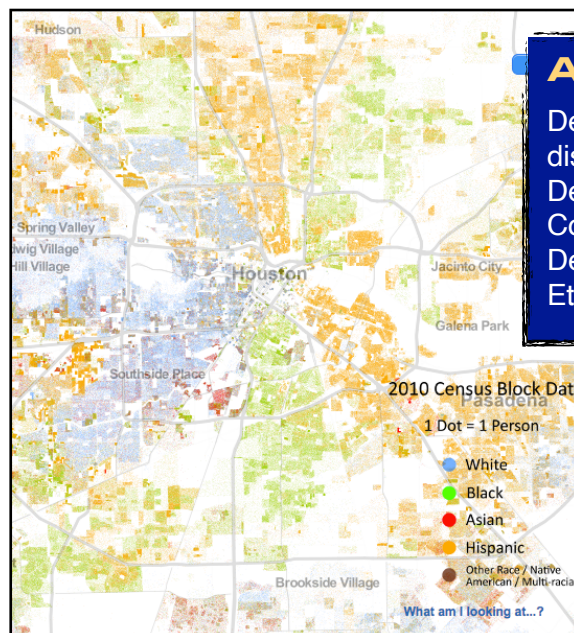 Hudson
A
De
dis
De
Co
De
Et
Spring Valley
dwig Village
Hill Village
Houston
Jacinto City
Galena Park
Southside Place
2010 Census Block Dat
Pasadena
1 Dot = 1 Person
White
Black
Asian
Hispanic
Other Race / Native
American / Multi-racia
Brookside Village
What am I looking at...?